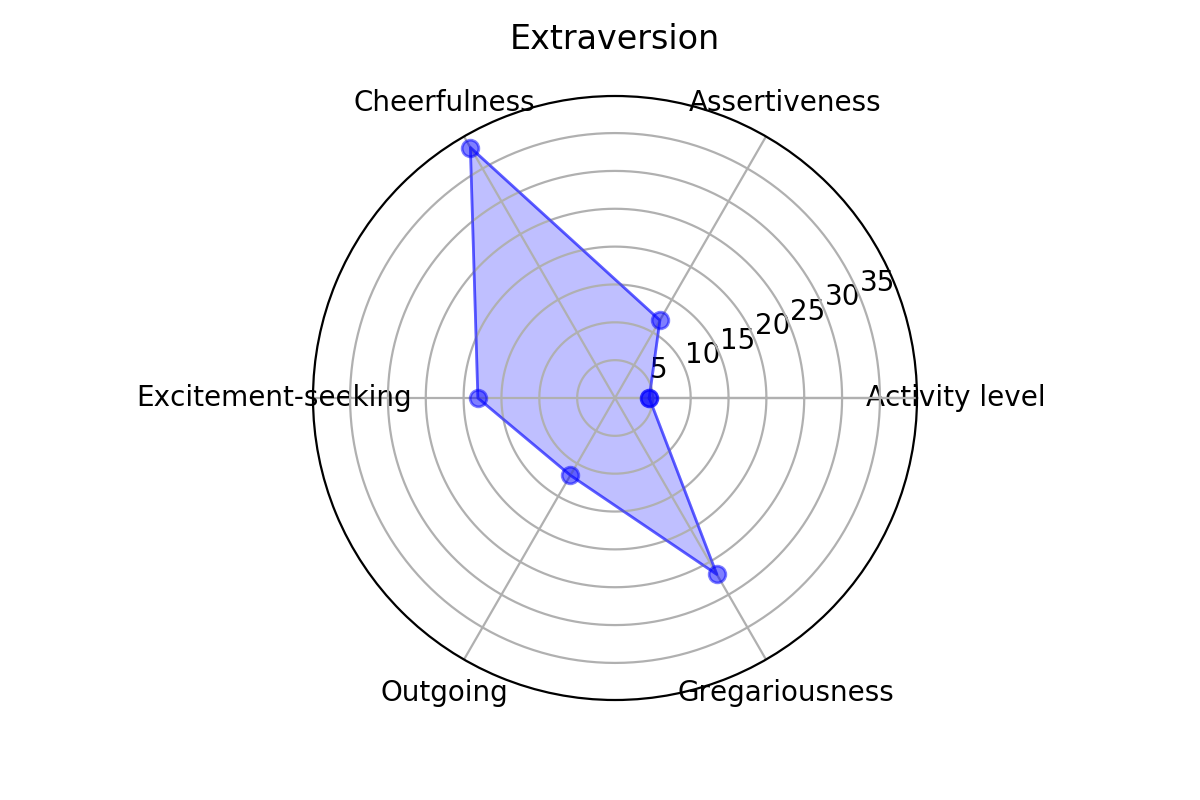 Extraversion
Cheerfulness
Assertiveness
35
30
25
20
15
10
5
Excitement-seeking
Activity level
Outgoing
Gregariousness